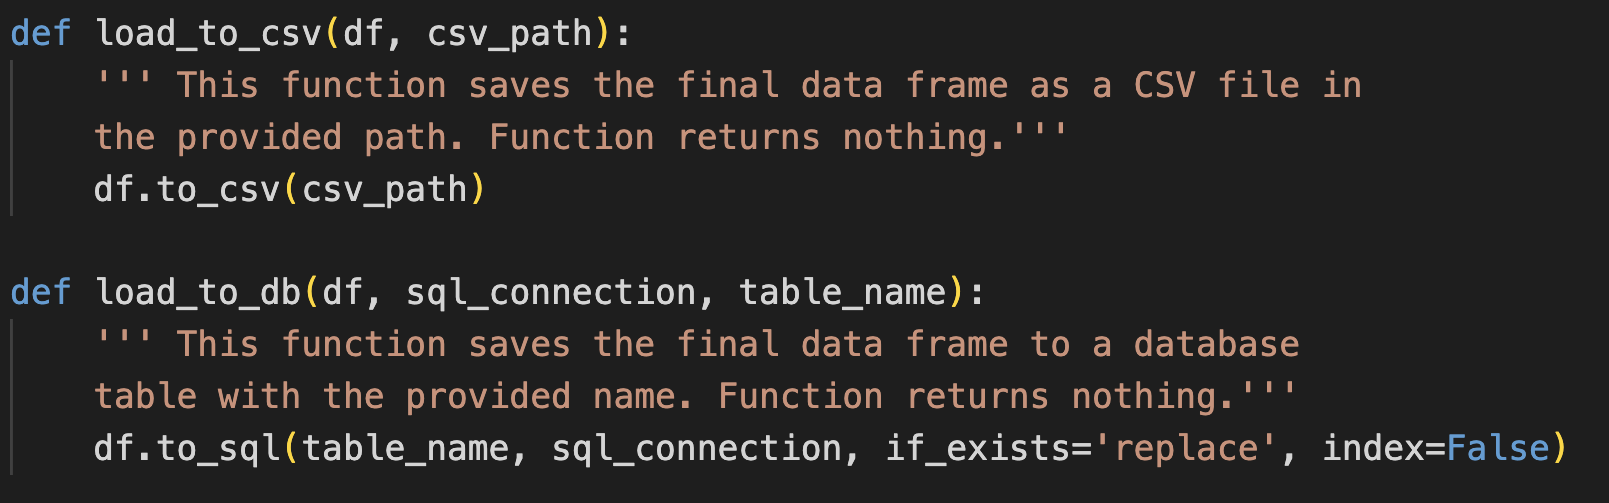 def load_to_csv(df, csv_path):
    ''' This function saves the final data frame as a CSV file in
    the provided path. Function returns nothing.'''
    df.to_csv(csv_path)

def load_to_db(df, sql_connection, table_name):
    ''' This function saves the final data frame to a database
    table with the provided name. Function returns nothing.'''
    df.to_sql(table_name, sql_connection, if_exists='replace', index=False)